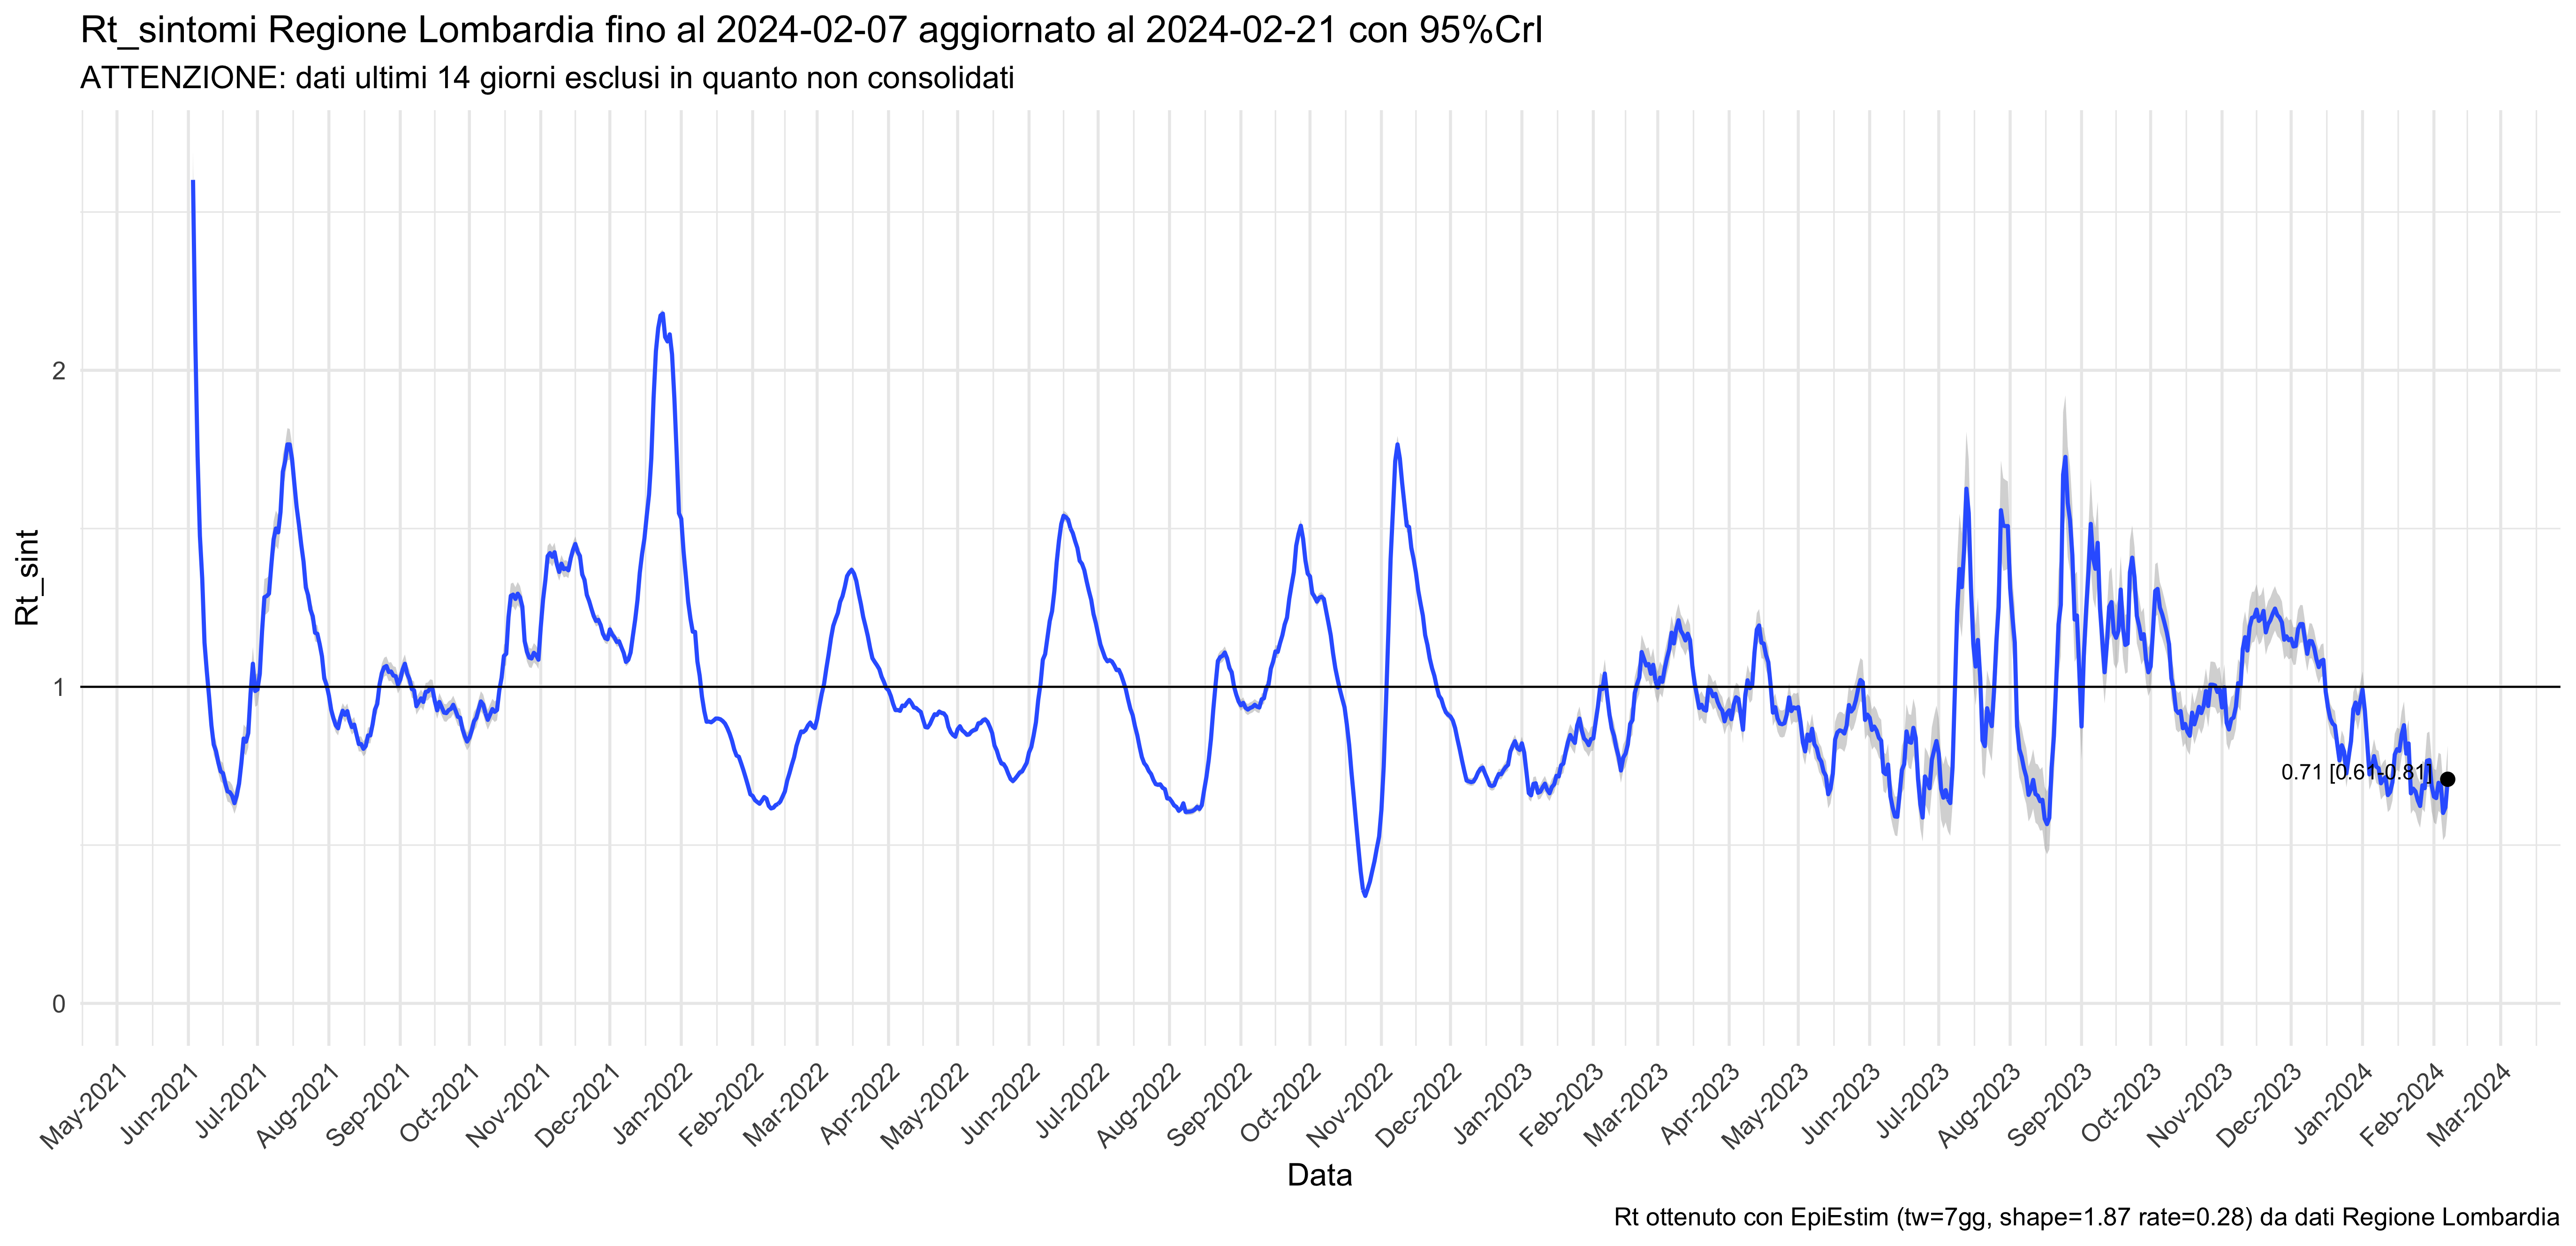 Rt_sintomi Regione Lombardia fino al 2024-02-07 aggiornato al 2024-02-21 con 95%CrI
ATTENZIONE: dati ultimi 14 giorni esclusi in quanto non consolidati
Rt_sint
2
1
0
0.71 [0.61-0.81]
May-2021
Jun-2021
Jul-2021
Aug-2021
Sep-2021
Oct-2021
Nov-2021
Dec-2021
Jan-2022
Feb-2022
Mar-2022
Apr-2022
May-2022
Jun-2022
Jul-2022
Aug-2022
Sep-2022
Oct-2022
Nov-2022
Dec-2022
Jan-2023
Feb-2023
Mar-2023
Apr-2023
May-2023
Jun-2023
Jul-2023
Aug-2023
Sep-2023
Oct-2023
Nov-2023
Dec-2023
Jan-2024
Feb-2024
Mar-2024
Data
Rt ottenuto con EpiEstim (tw=7gg, shape=1.87 rate=0.28) da dati Regione Lombardia